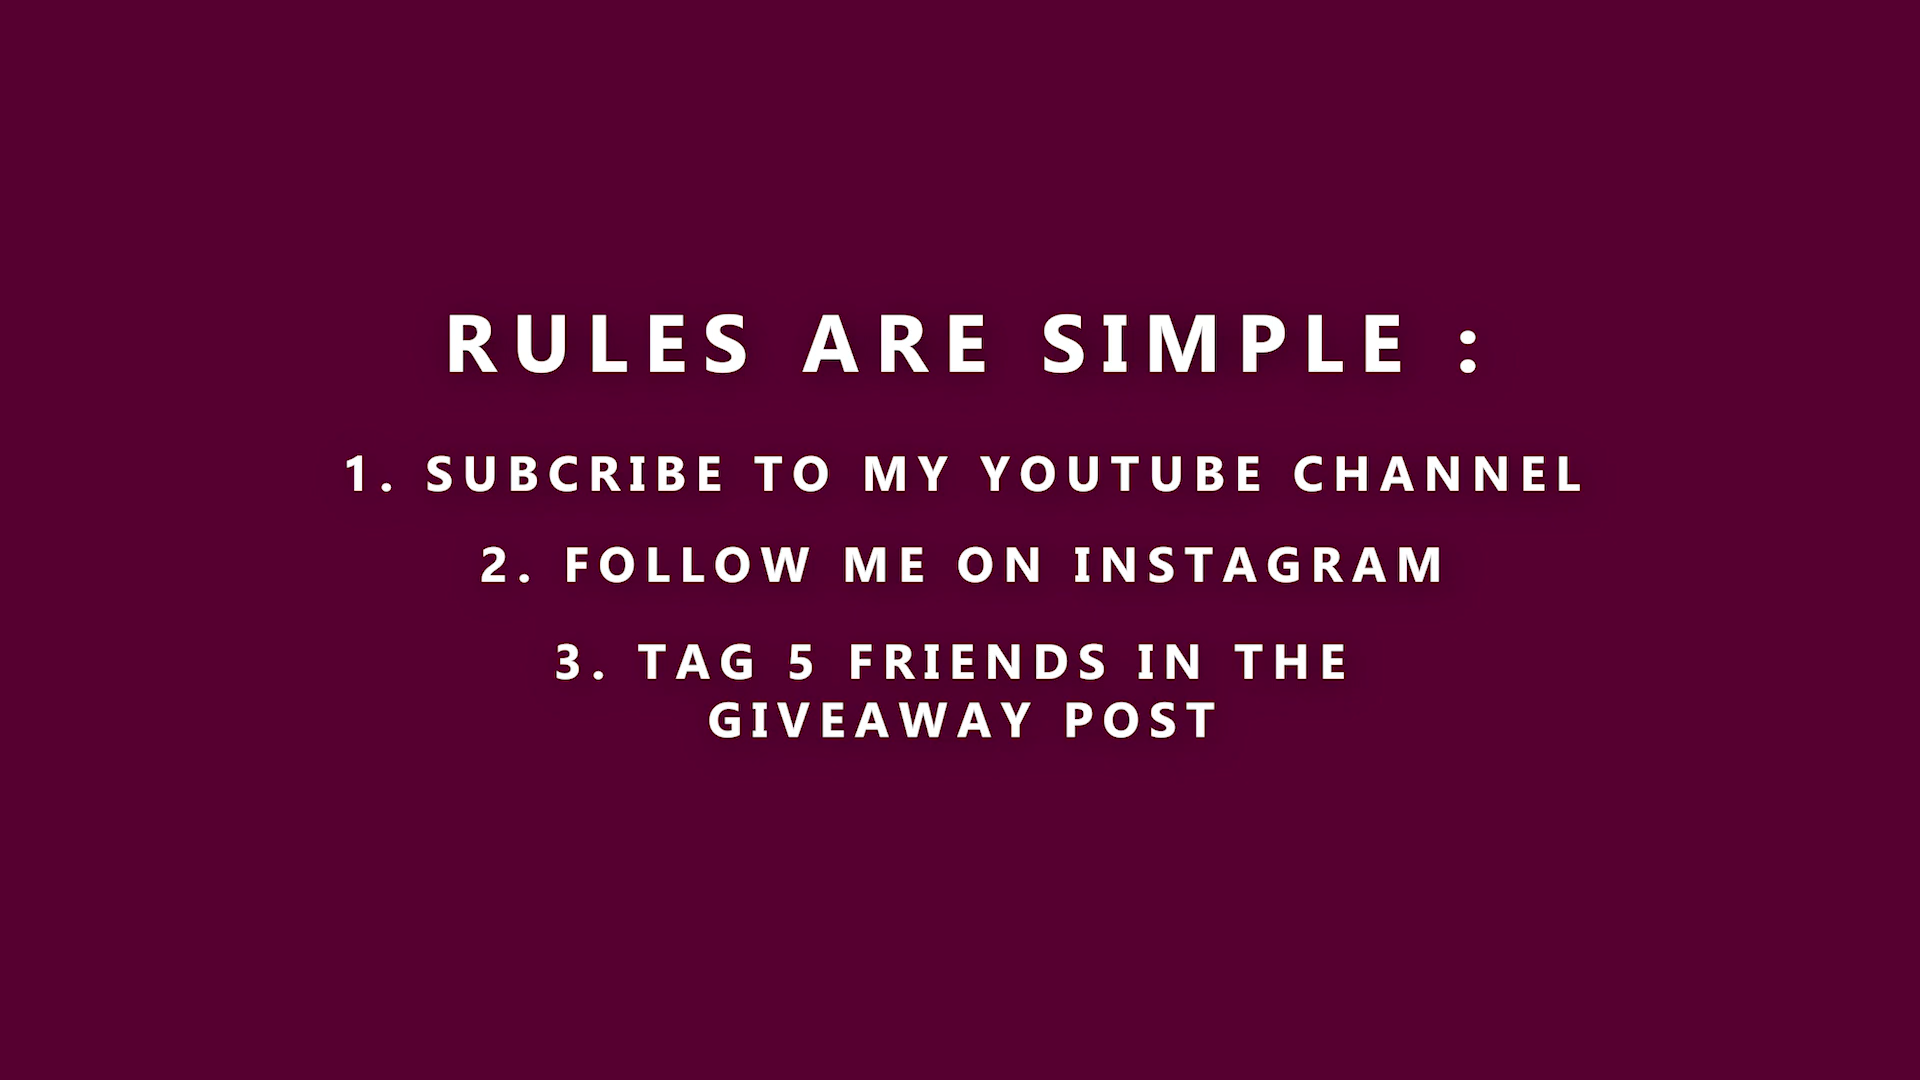 RULES ARE SIMPLE :
1. SUBCRIBE TO MY YOUTUBE CHANNEL
2. FOLLOW ME ON INSTAGRAM
3. TAG 5 FRIENDS IN THE
GIVEAWAY POST